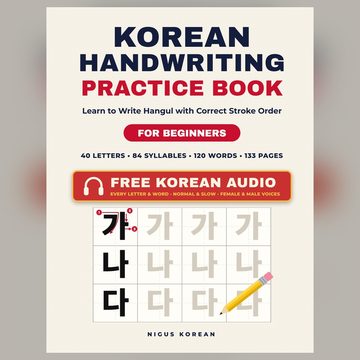 KOREAN
HANDWRITING
PRACTICE BOOK
Learn to Write Hangul with Correct Stroke Order
FOR BEGINNERS
40 LETTERS • 84 SYLLABLES • 120 WORDS • 133 PAGES
FREE KOREAN AUDIO
EVERY LETTER & WORD • NORMAL & SLOW • FEMALE & MALE VOICES
가 가 가 가
나 나 나 나
다 다 다 다
NIGUS KOREAN